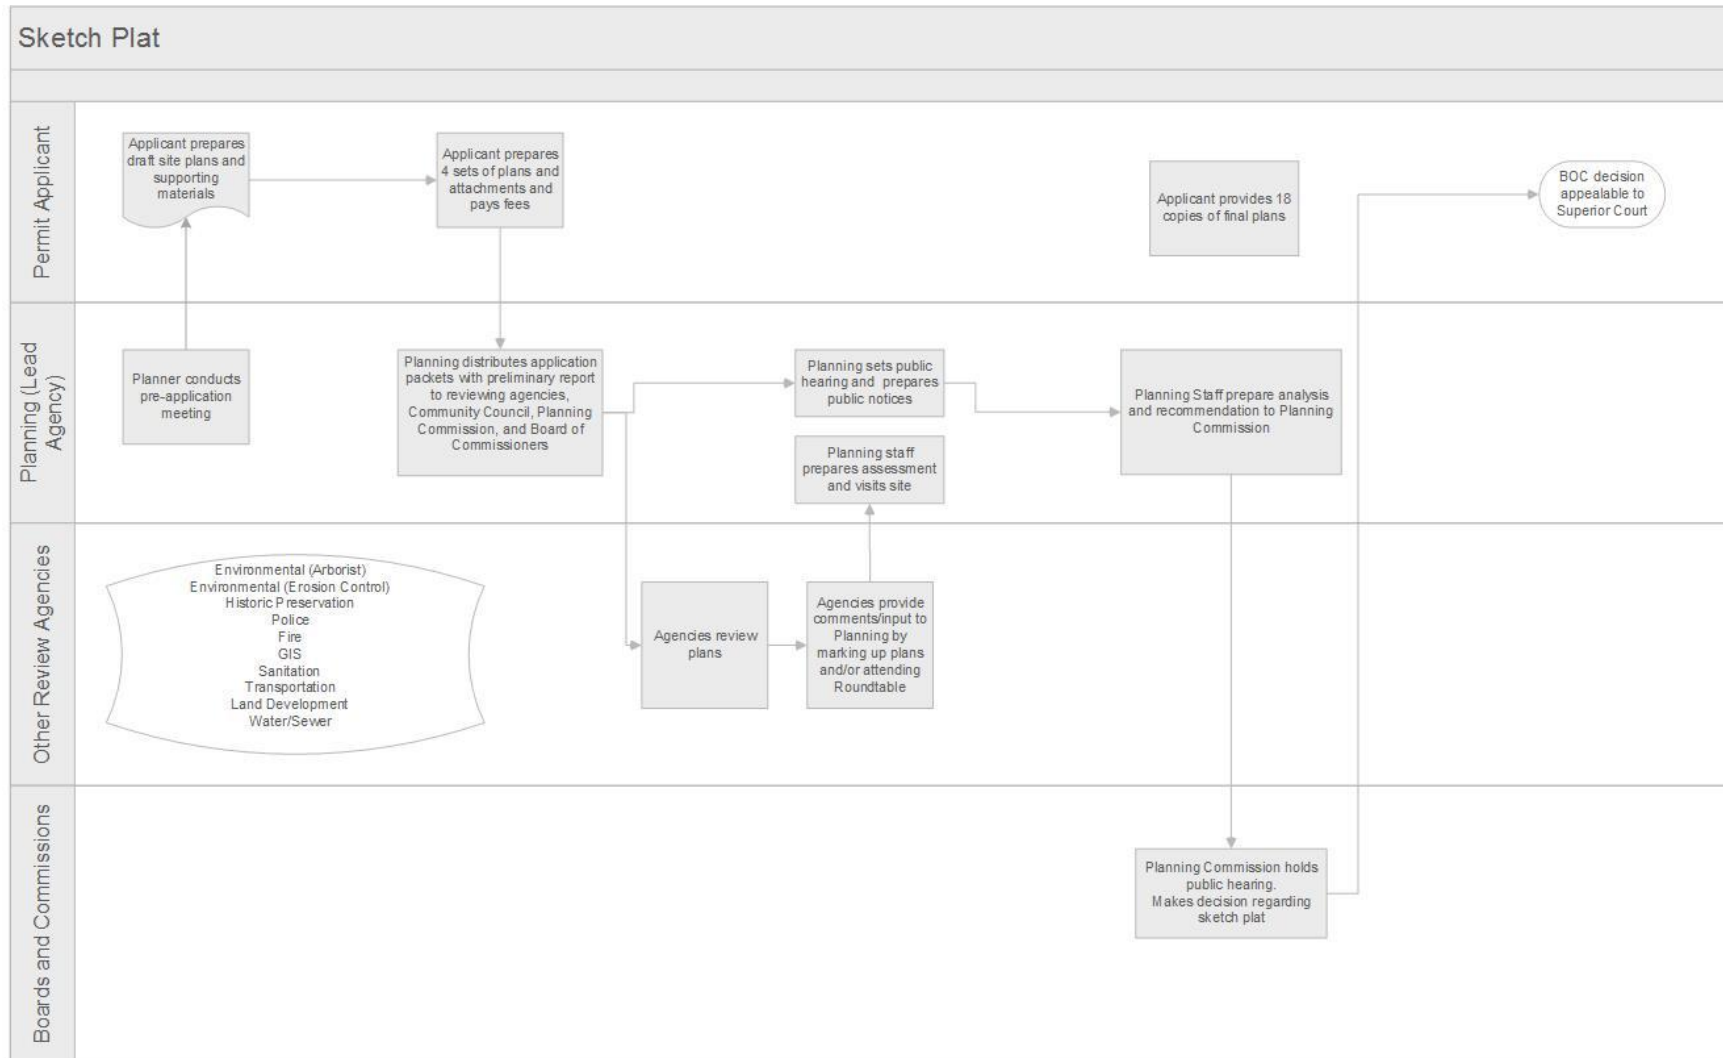 Sketch Plat
Permit Applicant
Applicant prepares
draft site plans and
supporting
materials
Applicant prepares
4 sets of plans and
attachments and
pays fees
Applicant provides 18
copies of final plans
BOC decision
appealable to
Superior Court
Planning (Lead
Agency)
Planner conducts
pre-application
meeting
Planning distributes application
packets with preliminary report
to reviewing agencies,
Community Council, Planning
Commission, and Board of
Commissioners
Planning sets public
hearing and prepares
public notices
Planning staff
prepares assessment
and visits site
Planning Staff prepare analysis
and recommendation to Planning
Commission
Other Review Agencies
Environmental (Arborist)
Environmental (Erosion Control)
Historic Preservation
Police
Fire
GIS
Sanitation
Transportation
Land Development
Water/Sewer
Agencies review
plans
Agencies provide
comments/input to
Planning by
marking up plans
and/or attending
Roundtable
Boards and Commissions
Planning Commission holds
public hearing.
Makes decision regarding
sketch plat